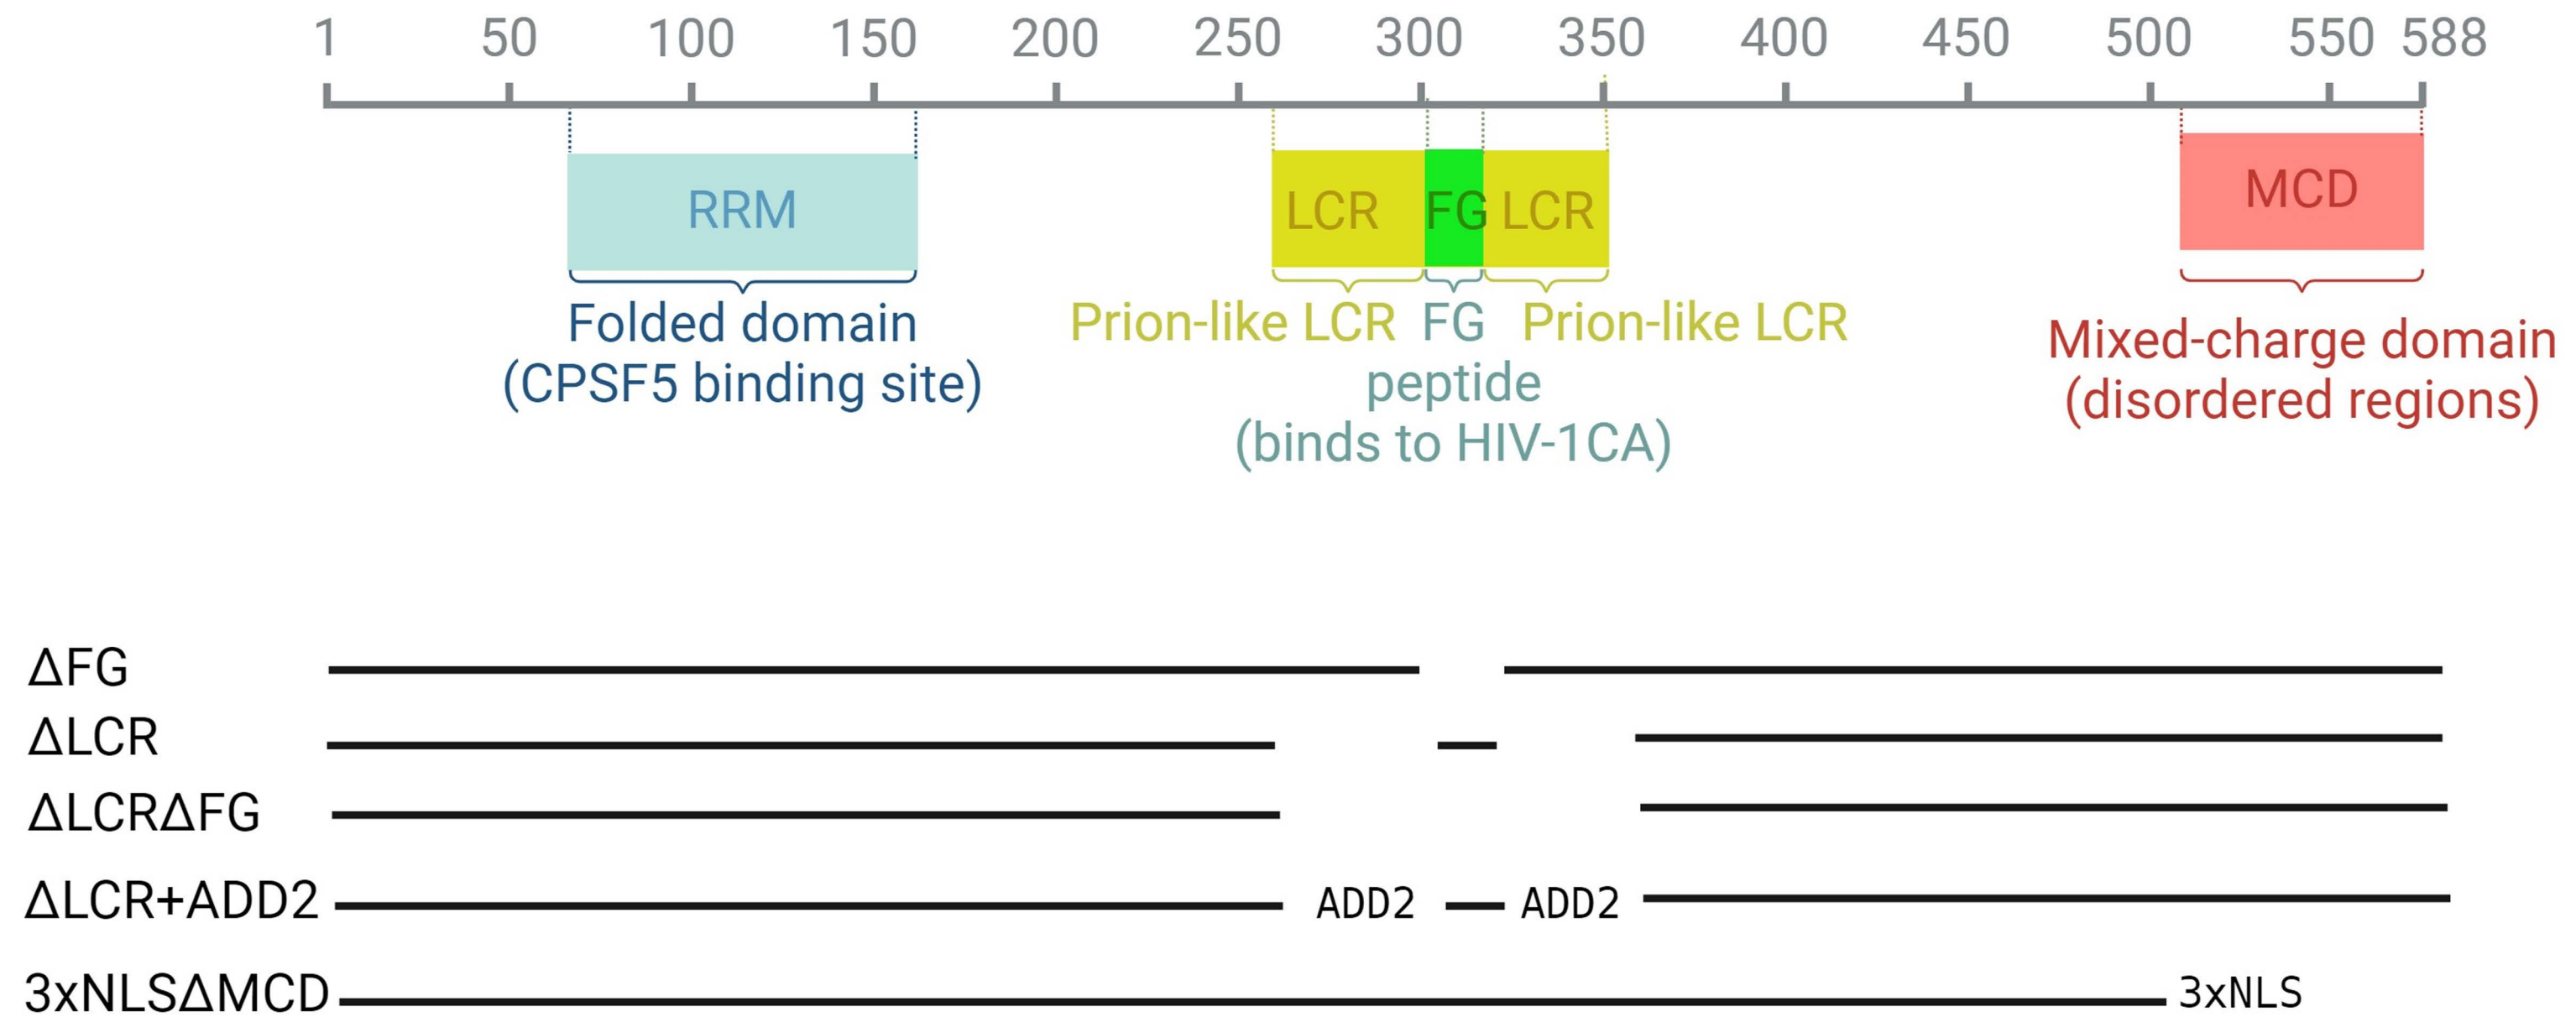 1 50 100 150 200 250 300 350 400 450 500 550 588
RRM LCR FG LCR MCD
Folded domain
(CPSF5 binding site)
Prion-like LCR FG Prion-like LCR
peptide
(binds to HIV-1CA)
Mixed-charge domain
(disordered regions)
ΔFG
ΔLCR
ΔLCRΔFG
ΔLCR+ADD2 ADD2 ADD2
3xNLSΔMCD 3xNLS